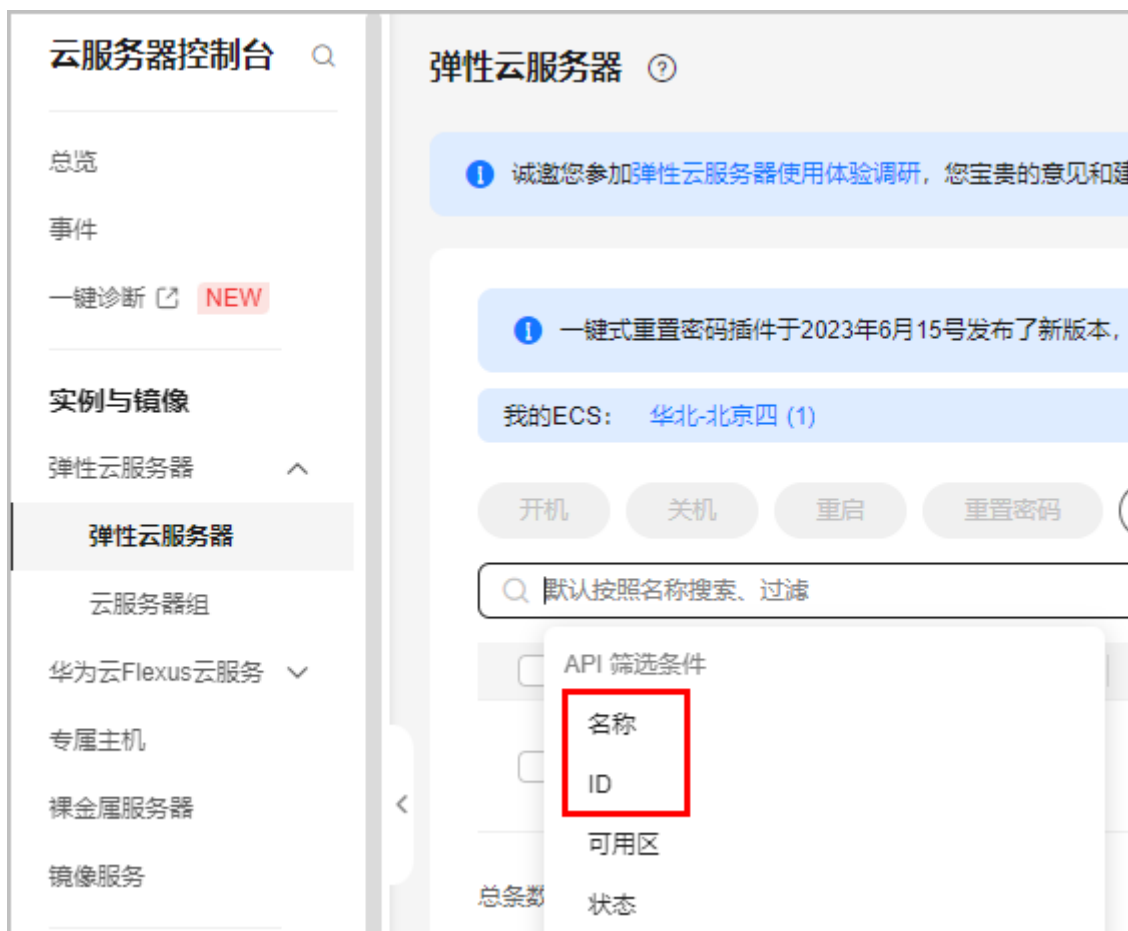 云服务器控制台
总览
事件
一键诊断 NEW
实例与镜像
弹性云服务器
弹性云服务器
云服务器组
华为云Flexus云服务
专属主机
裸金属服务器
镜像服务
弹性云服务器
诚邀您参加弹性云服务器使用体验调研，您宝贵的意见和建
一键式重置密码插件于2023年6月15号发布了新版本，
我的ECS： 华北-北京四 (1)
开机 关机 重启 重置密码
默认按照名称搜索、过滤
API 筛选条件
名称
ID
可用区
状态
总条数